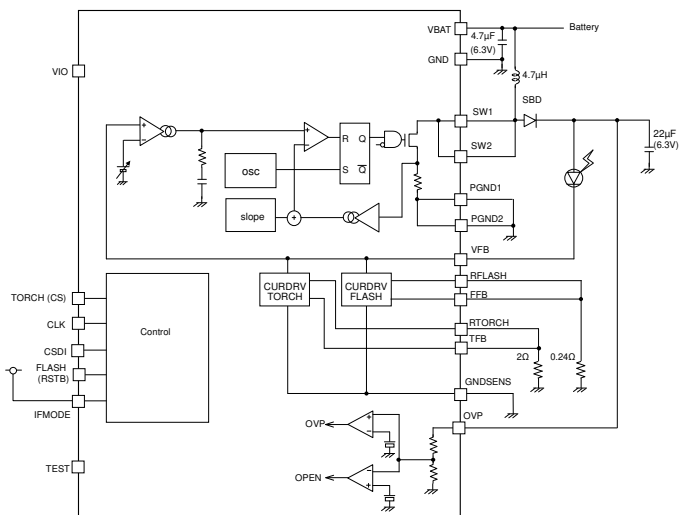 VBAT
Battery
4.7µF
(6.3V)
GND
VIO
4.7µH
SBD
SW1
22µF
(6.3V)
+
−
+
−
R Q
S Q
SW2
osc
slope
+
PGND1
PGND2
VFB
CURDRV
TORCH
CURDRV
FLASH
RFLASH
FFB
TORCH (CS)
CLK
Control
CSDI
FLASH
(RSTB)
IFMODE
RTORCH
TFB
2Ω
0.24Ω
GNDSENS
OVP
OVP
+
−
TEST
OPEN
−
+